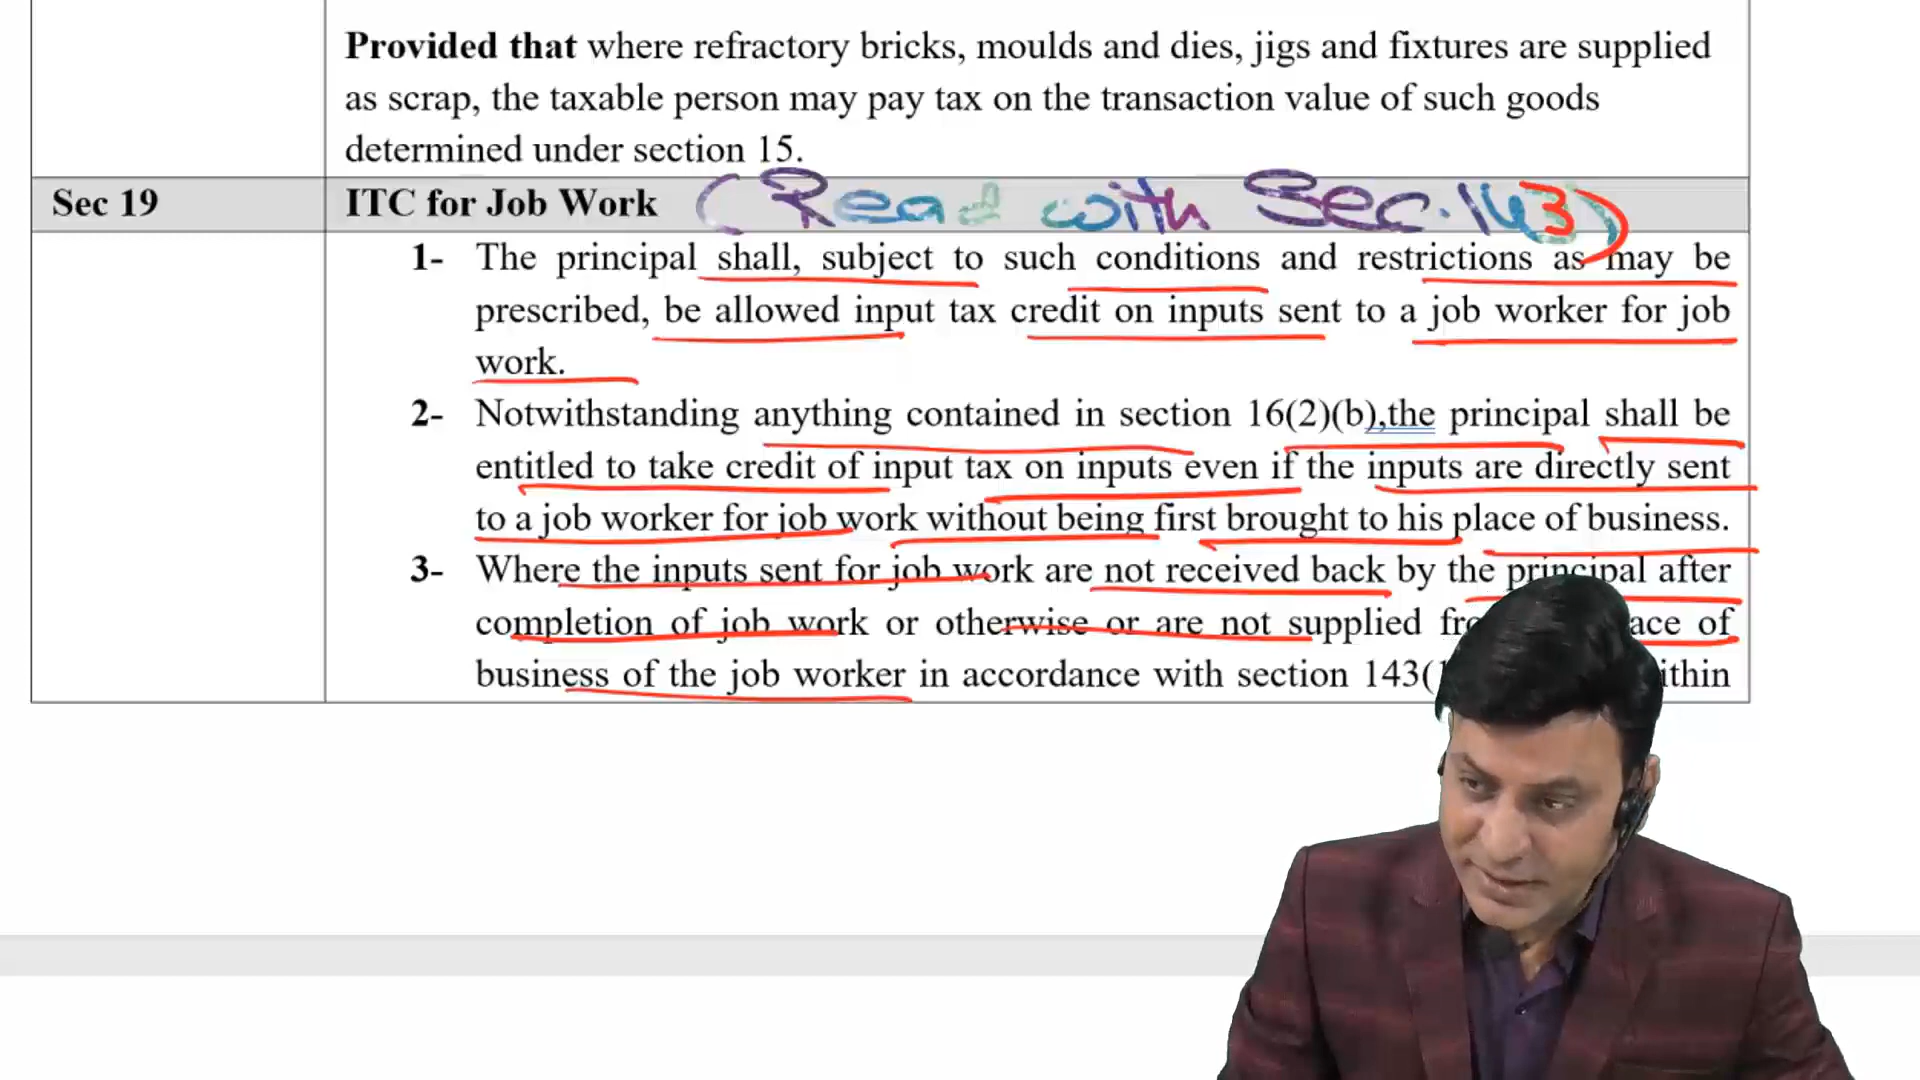 Provided that where refractory bricks, moulds and dies, jigs and fixtures are supplied
as scrap, the taxable person may pay tax on the transaction value of such goods
determined under section 15.
Sec 19 ITC for Job Work (Read with Sec. 143)
1- The principal shall, subject to such conditions and restrictions as may be
prescribed, be allowed input tax credit on inputs sent to a job worker for job
work.
2- Notwithstanding anything contained in section 16(2)(b),the principal shall be
entitled to take credit of input tax on inputs even if the inputs are directly sent
to a job worker for job work without being first brought to his place of business.
3- Where the inputs sent for job work are not received back by the principal after
completion of job work or otherwise or are not supplied of
business of the job worker in accordance with section